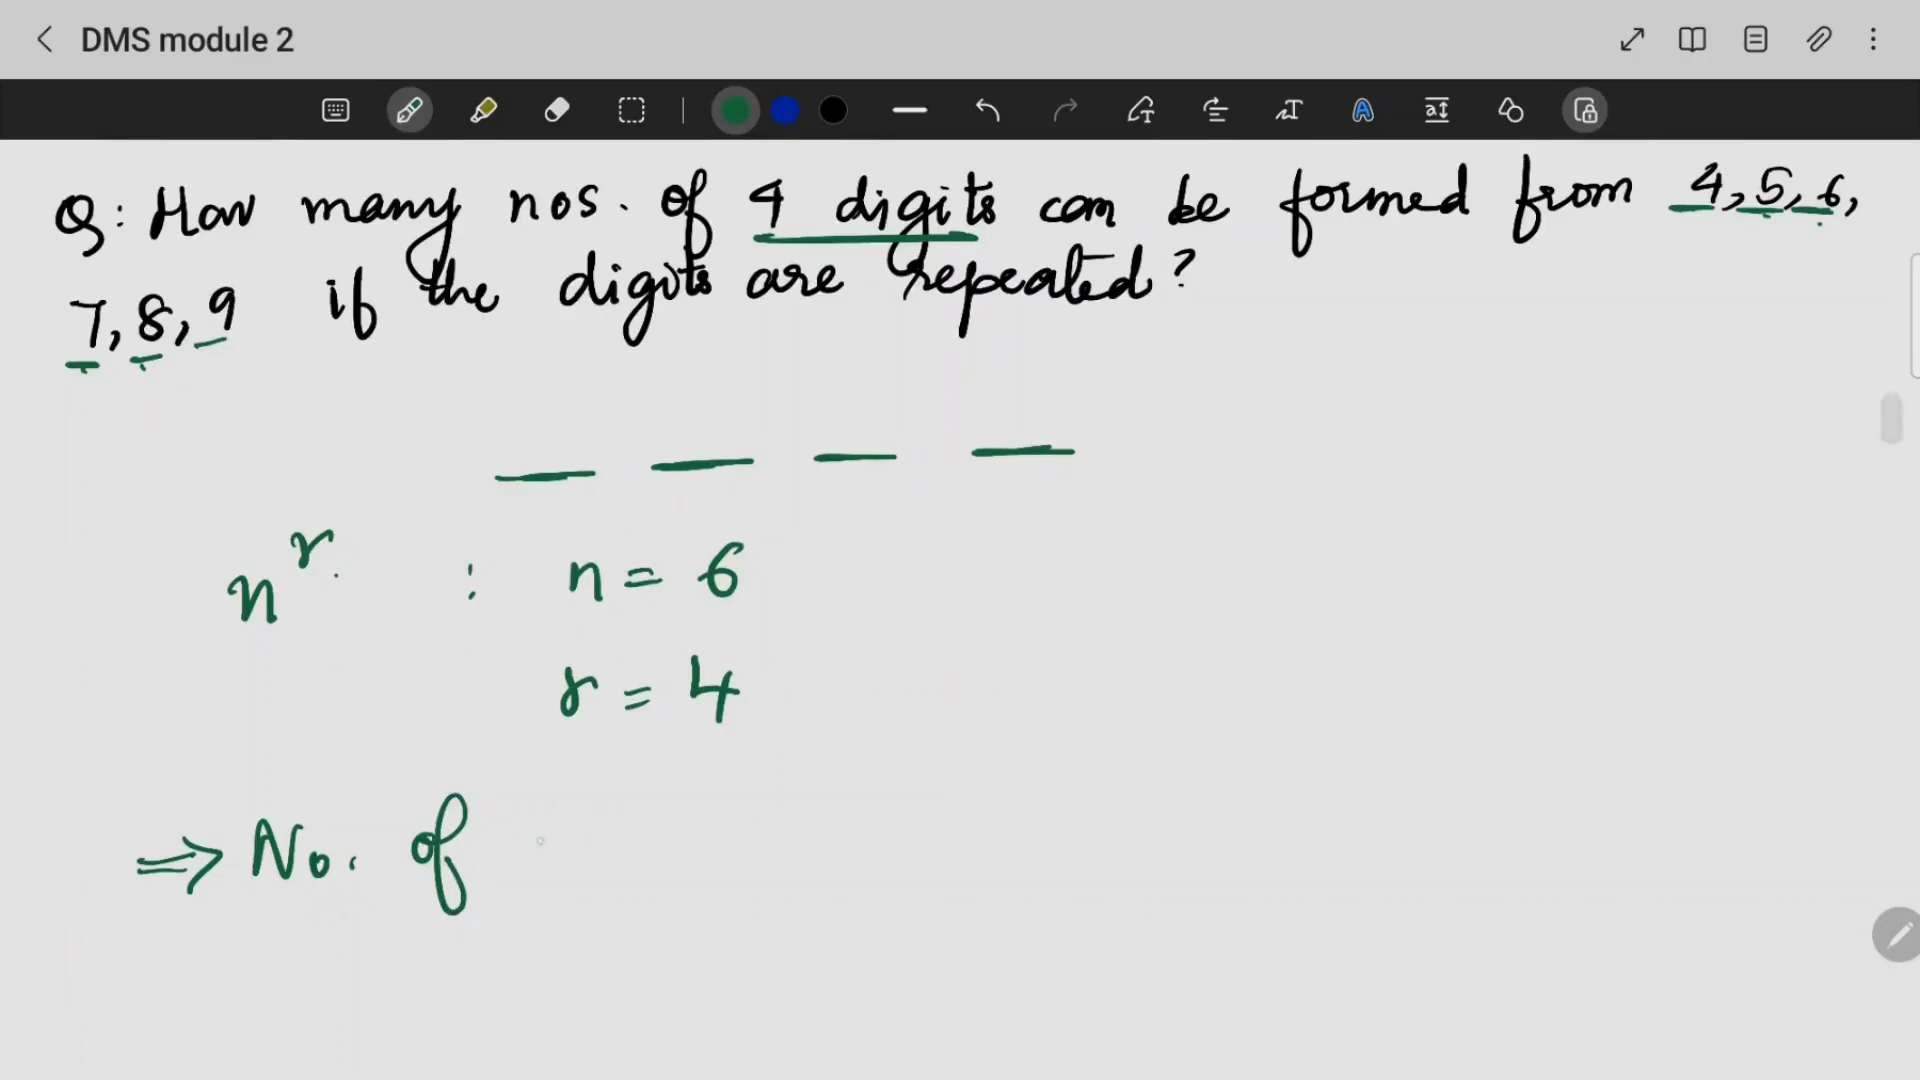 DMS module 2
Q: How many nos. of 4 digits can be formed from 4, 5, 6,
7, 8, 9 if the digits are repeated?
n^r : n = 6
r = 4
⇒ No. of